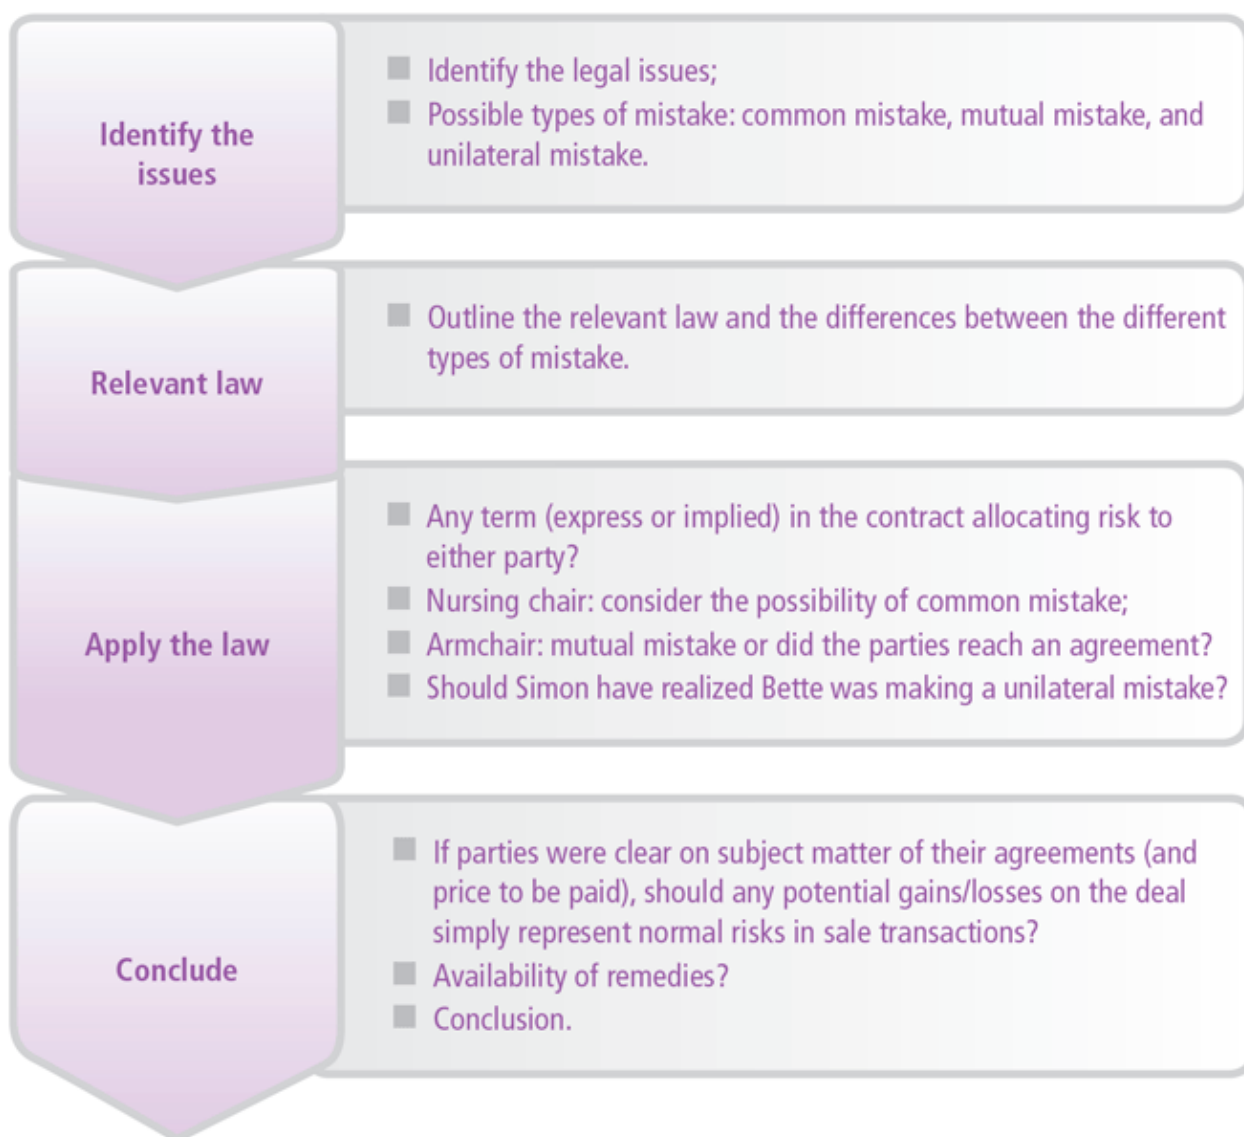 Identify the
issues
Identify the legal issues;
Possible types of mistake: common mistake, mutual mistake, and
unilateral mistake.
Relevant law
Outline the relevant law and the differences between the different
types of mistake.
Apply the law
Any term (express or implied) in the contract allocating risk to
either party?
Nursing chair: consider the possibility of common mistake;
Armchair: mutual mistake or did the parties reach an agreement?
Should Simon have realized Bette was making a unilateral mistake?
Conclude
If parties were clear on subject matter of their agreements (and
price to be paid), should any potential gains/losses on the deal
simply represent normal risks in sale transactions?
Availability of remedies?
Conclusion.